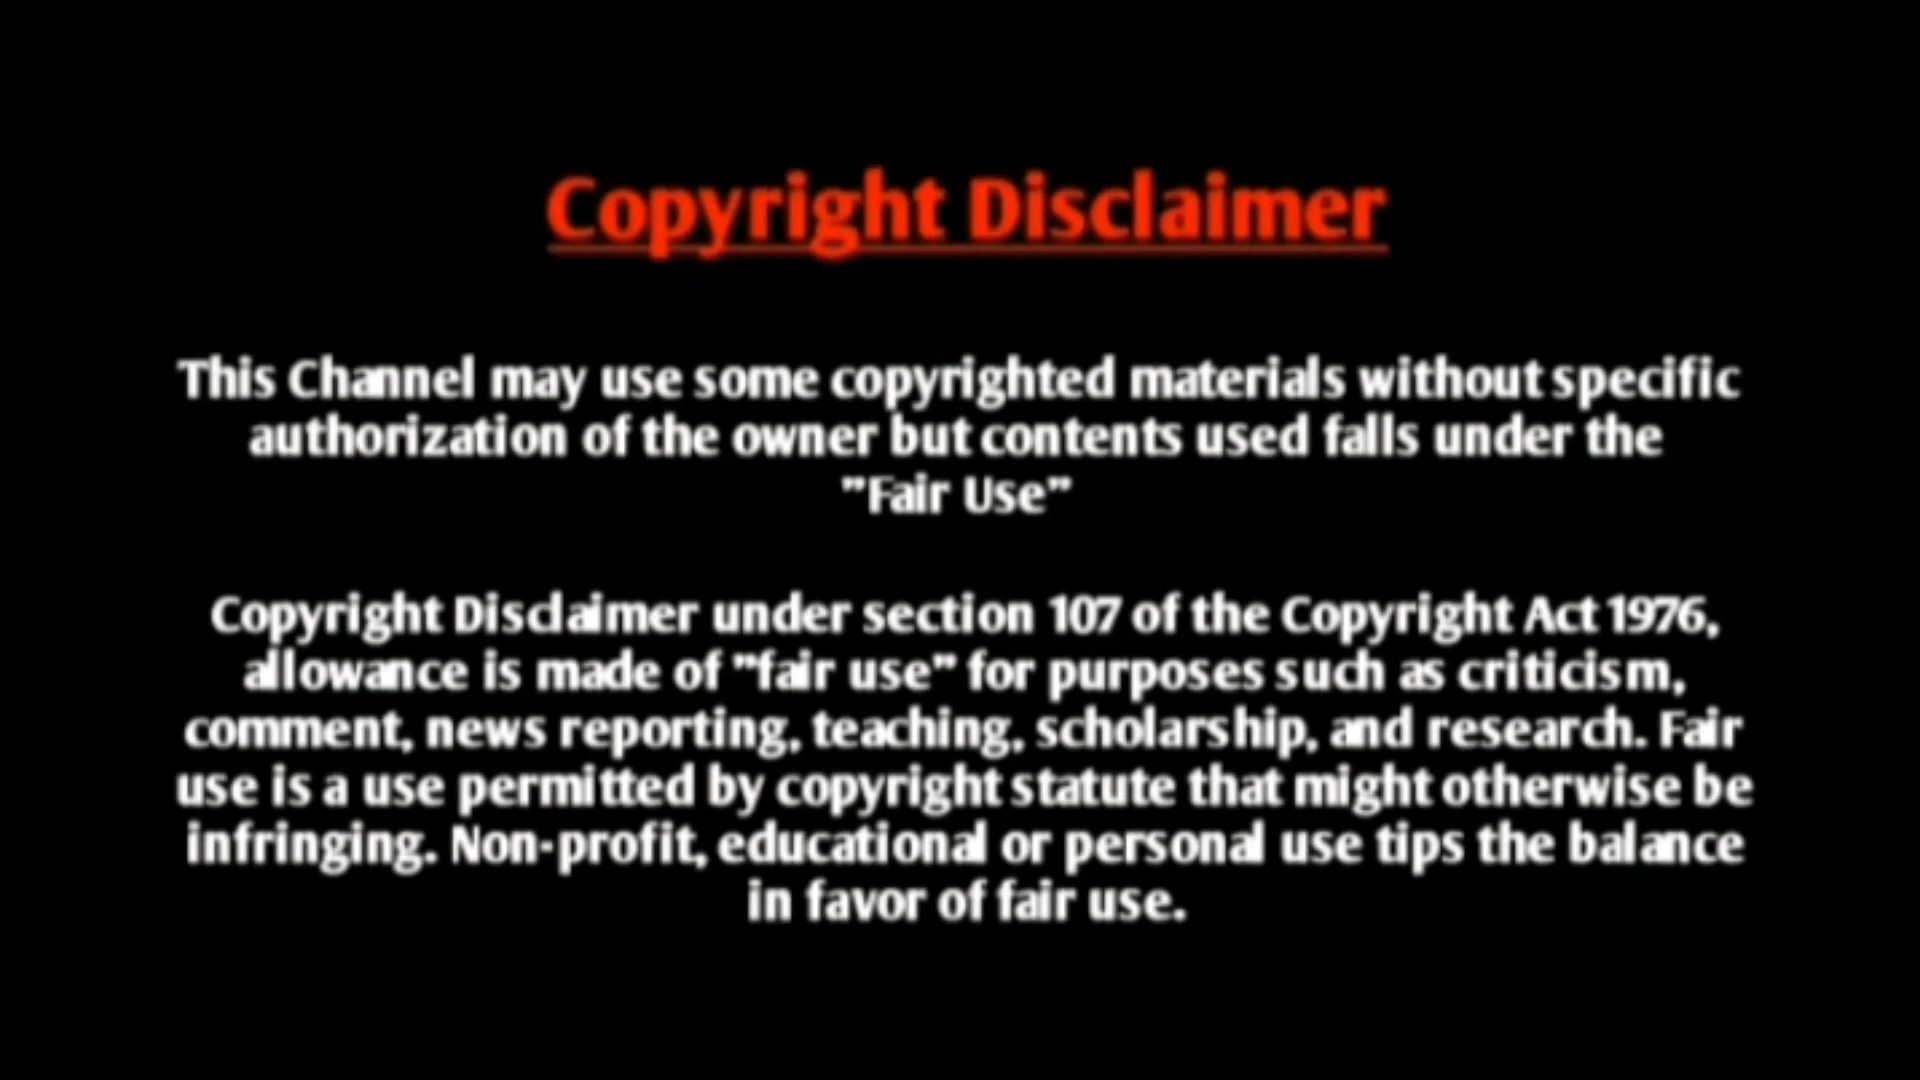 Copyright Disclaimer
This Channel may use some copyrighted materials without specific
authorization of the owner but contents used falls under the
"Fair Use"
Copyright Disclaimer under section 107 of the Copyright Act 1976,
allowance is made of "fair use" for purposes such as criticism,
comment, news reporting, teaching, scholarship, and research. Fair
use is a use permitted by copyright statute that might otherwise be
infringing. Non-profit, educational or personal use tips the balance
in favor of fair use.